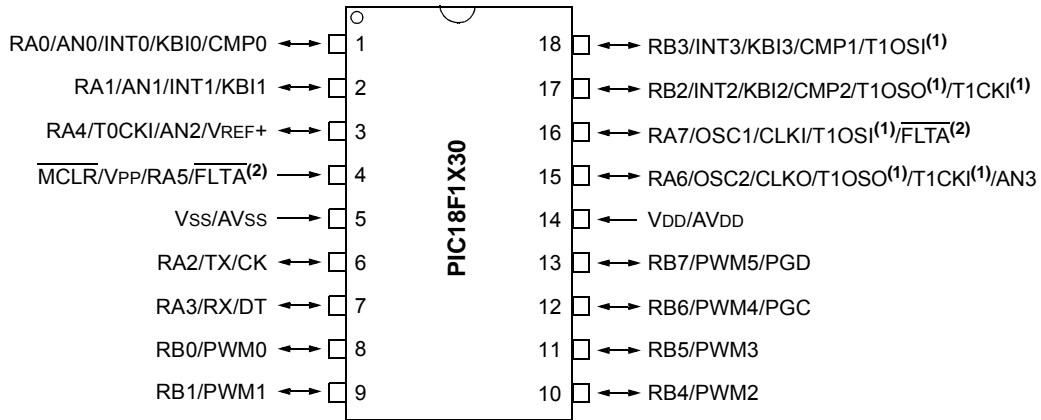 RA0/AN0/INT0/KBI0/CMP0 1 18 RB3/INT3/KBI3/CMP1/T1OSI(1)
RA1/AN1/INT1/KBI1 2 17 RB2/INT2/KBI2/CMP2/T1OSO(1)/T1CKI(1)
RA4/T0CKI/AN2/VREF+ 3 16 RA7/OSC1/CLKI/T1OSI(1)/FLTA(2)
MCLR/VPP/RA5/FLTA(2) 4 15 RA6/OSC2/CLKO/T1OSO(1)/T1CKI(1)/AN3
VSS/AVSS 5 14 VDD/AVDD
RA2/TX/CK 6 13 RB7/PWM5/PGD
RA3/RX/DT 7 12 RB6/PWM4/PGC
RB0/PWM0 8 11 RB5/PWM3
RB1/PWM1 9 10 RB4/PWM2
PIC18F1X30